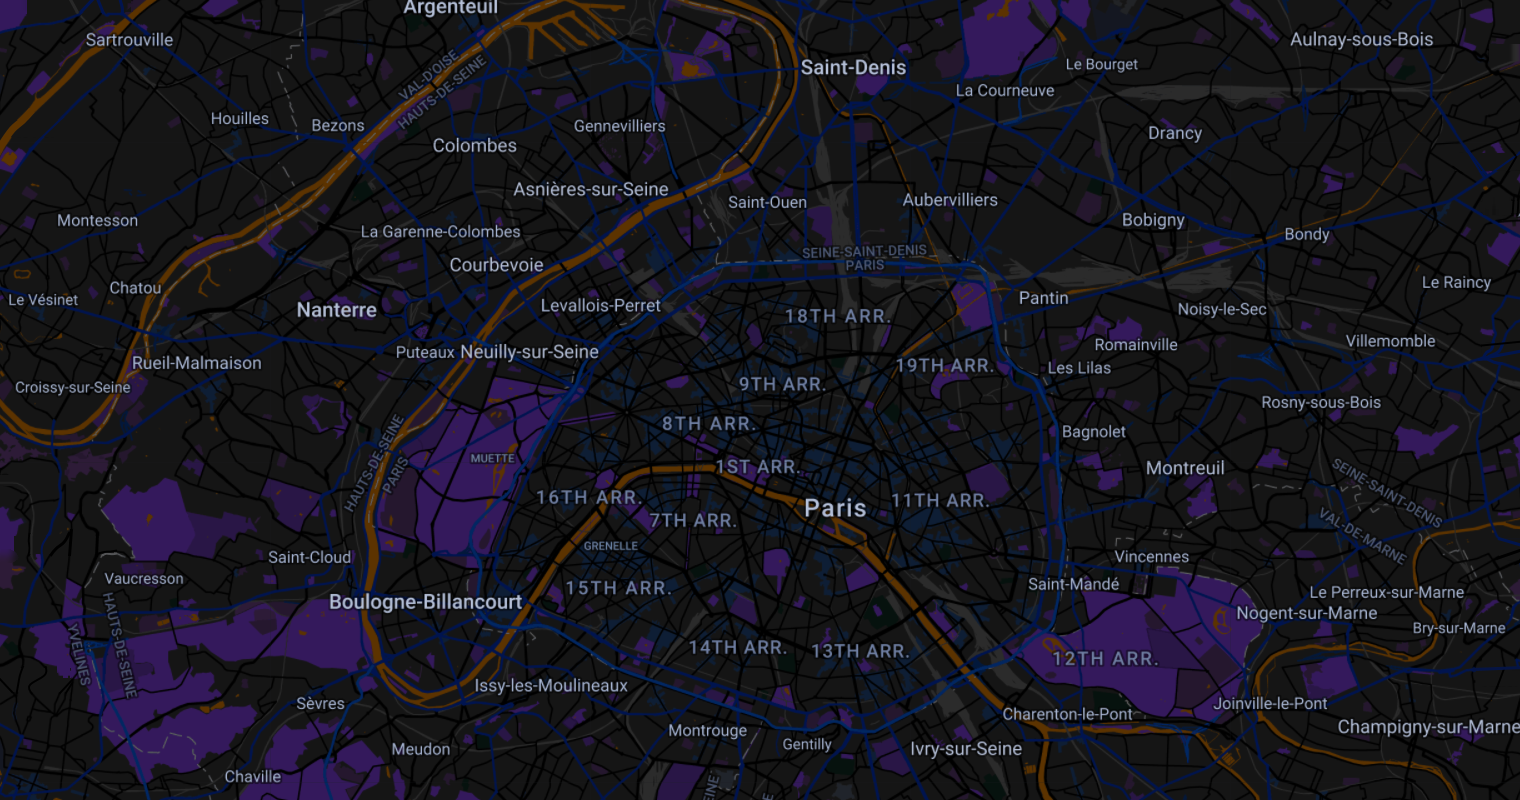 Argenteuil
Sartrouville
Aulnay-sous-Bois
Saint-Denis
Le Bourget
VAL-D'OISE
HAUTS-DE-SEINE
La Courneuve
Houilles
Bezons
Gennevilliers
Drancy
Colombes
Asnières-sur-Seine
Saint-Ouen
Aubervilliers
Montesson
Bobigny
La Garenne-Colombes
Bondy
SEINE-SAINT-DENIS
PARIS
Courbevoie
Le Raincy
Chatou
Le Vésinet
Pantin
Levallois-Perret
Nanterre
Noisy-le-Sec
18TH ARR.
Villemomble
Romainville
Puteaux
Neuilly-sur-Seine
Rueil-Malmaison
19TH ARR.
Les Lilas
Croissy-sur-Seine
9TH ARR.
Rosny-sous-Bois
8TH ARR.
Bagnolet
HAUTS-DE-SEINE
PARIS
MUETTE
1ST ARR.
Montreuil
SEINE-SAINT-DENIS
VAL-DE-MARNE
16TH ARR.
11TH ARR.
Paris
7TH ARR.
GRENELLE
Saint-Cloud
Vincennes
Vaucresson
Saint-Mandé
15TH ARR.
Le Perreux-sur-Marne
Boulogne-Billancourt
Nogent-sur-Marne
Bry-sur-Marne
YVELINES
HAUTS-DE-SEINE
14TH ARR.
13TH ARR.
12TH ARR.
Issy-les-Moulineaux
Sèvres
Joinville-le-Pont
Charenton-le-Pont
Champigny-sur-Marne
Montrouge
Gentilly
Ivry-sur-Seine
Meudon
Chaville